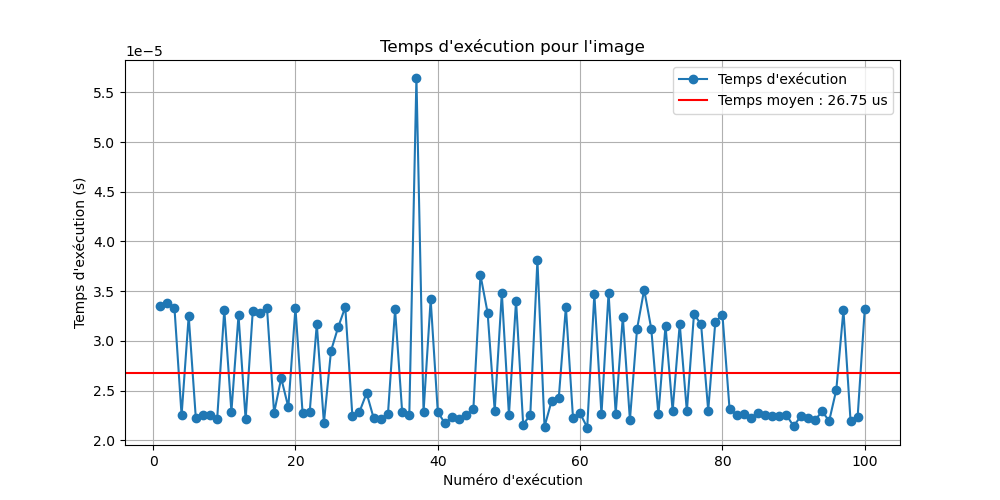 Temps d'exécution pour l'image
1e−5
Temps d'exécution
Temps moyen : 26.75 us
5.5
5.0
4.5
4.0
3.5
3.0
2.5
2.0
Temps d'exécution (s)
0 20 40 60 80 100
Numéro d'exécution